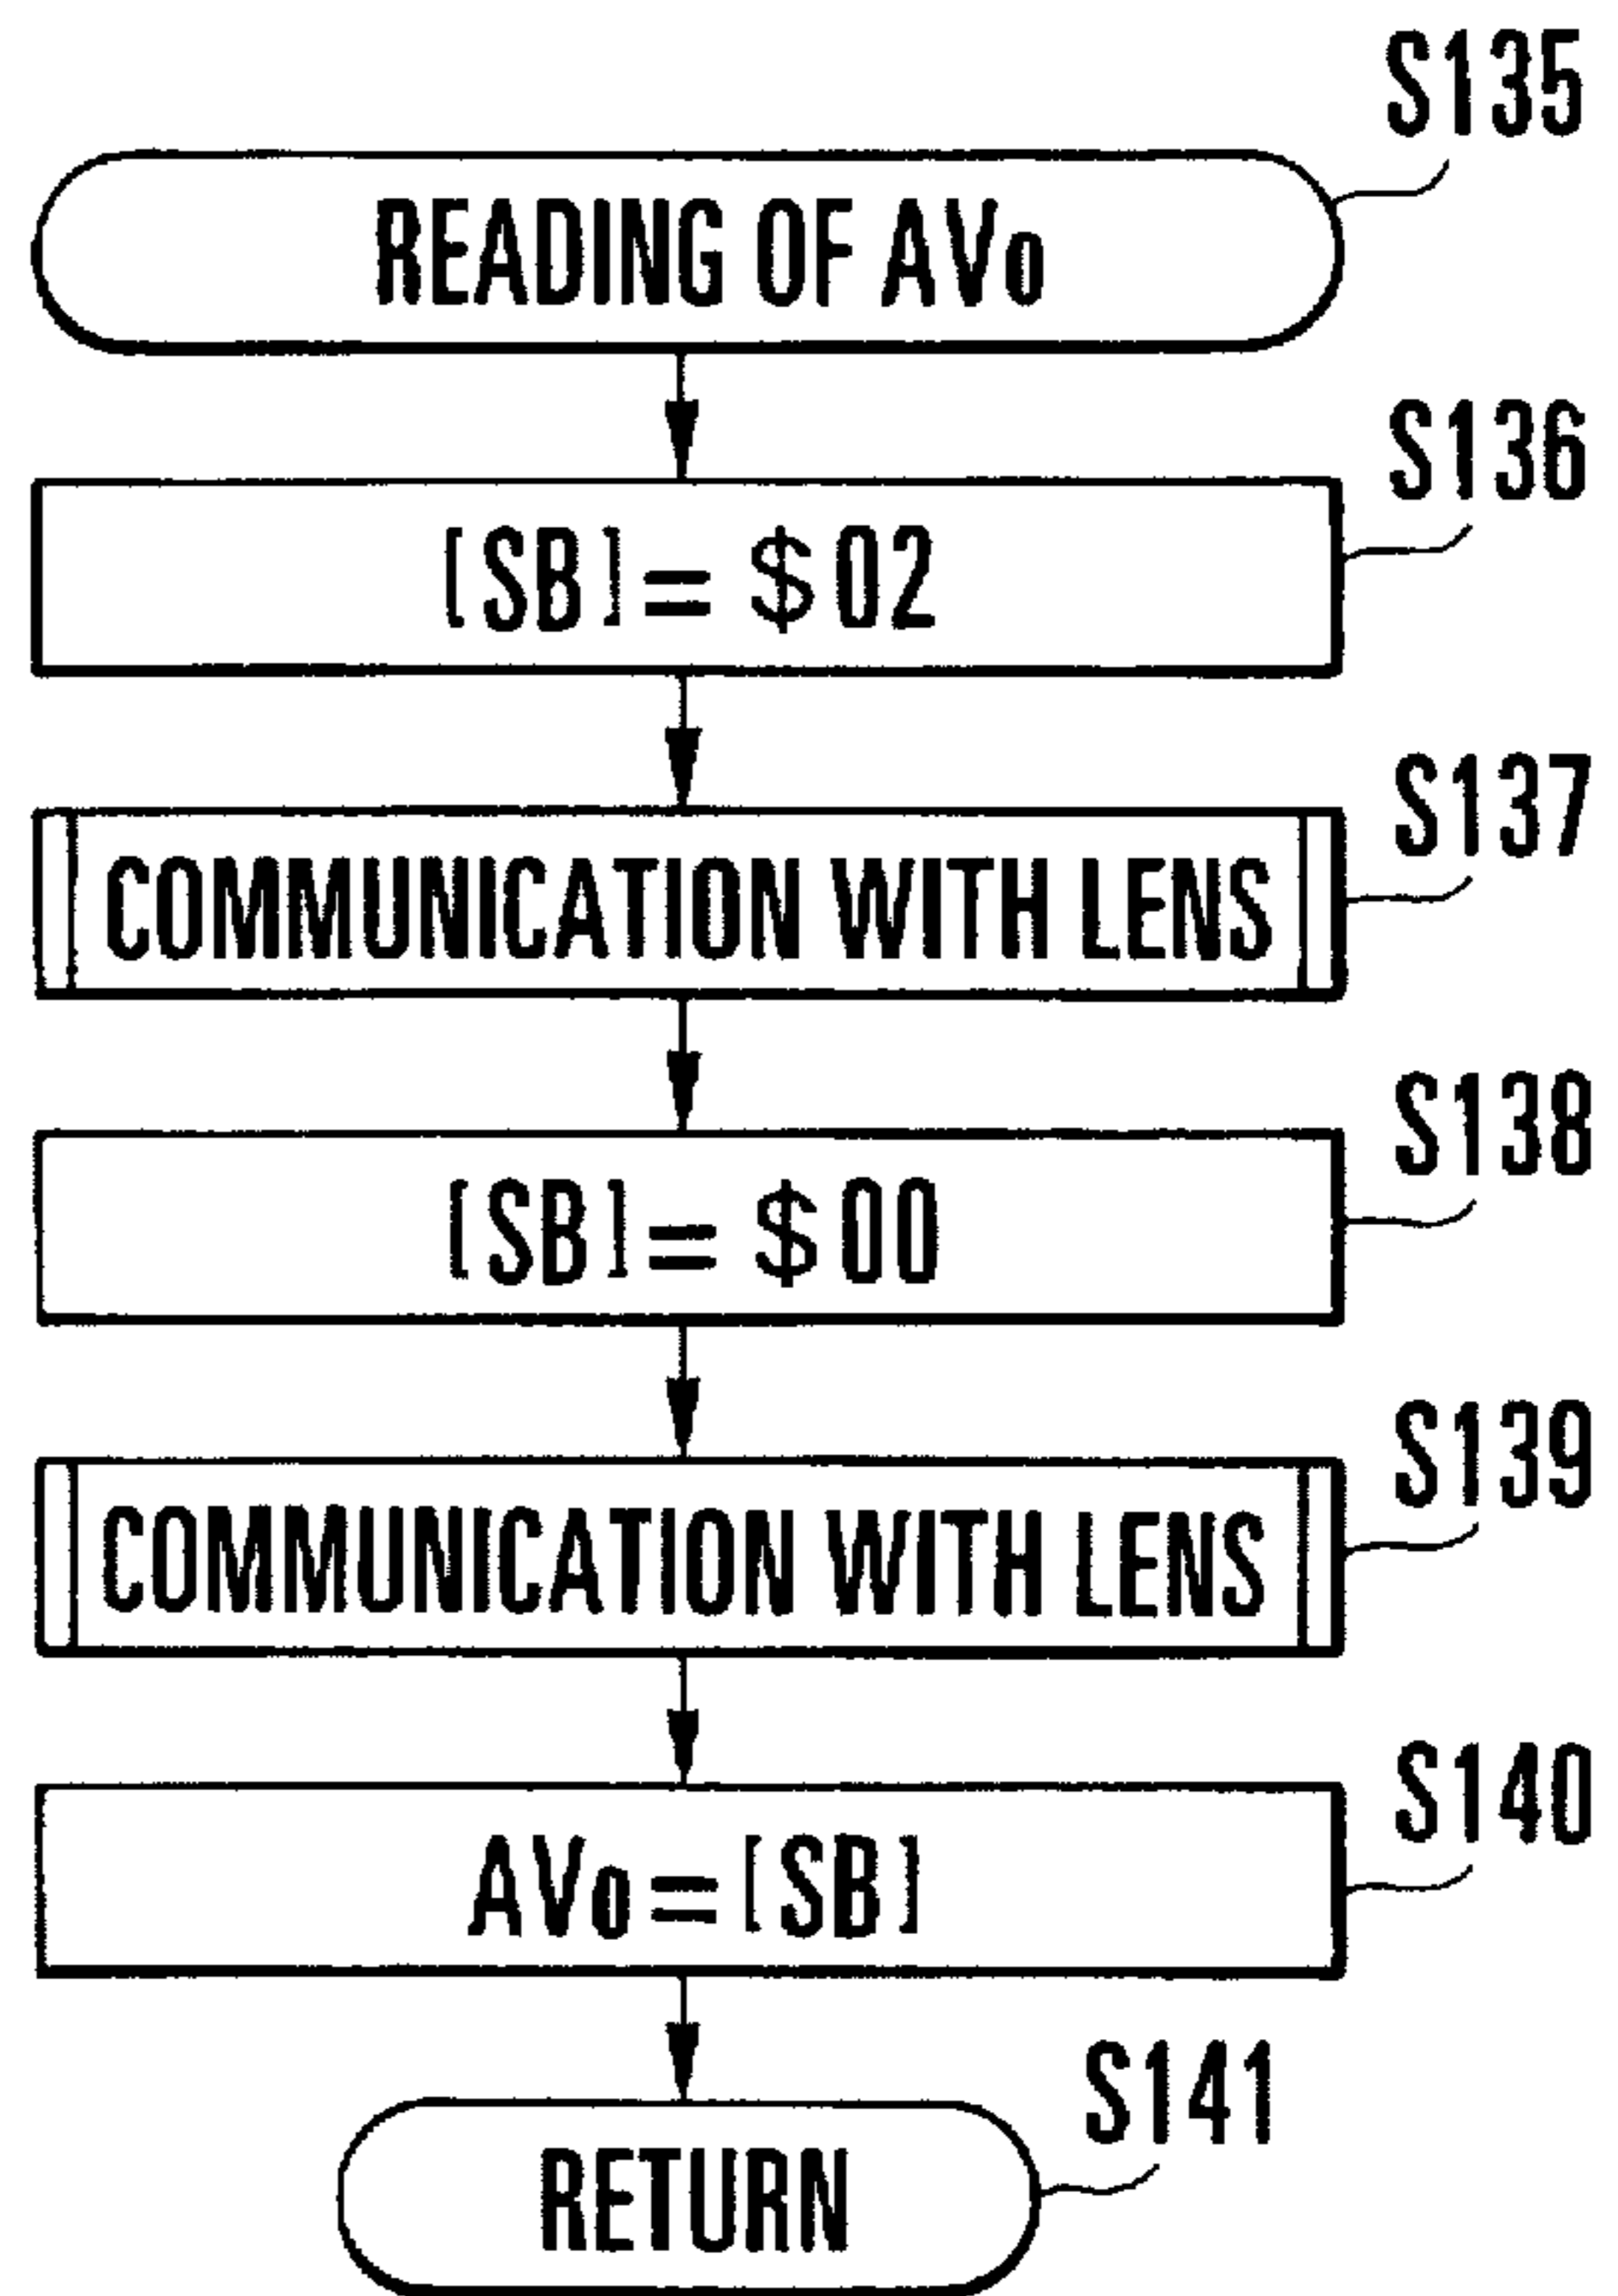 S135
READING OF AVo
S136
[SB]= $02
S137
COMMUNICATION WITH LENS
S138
[SB]= $00
S139
COMMUNICATION WITH LENS
S140
AVo=[SB]
S141
RETURN